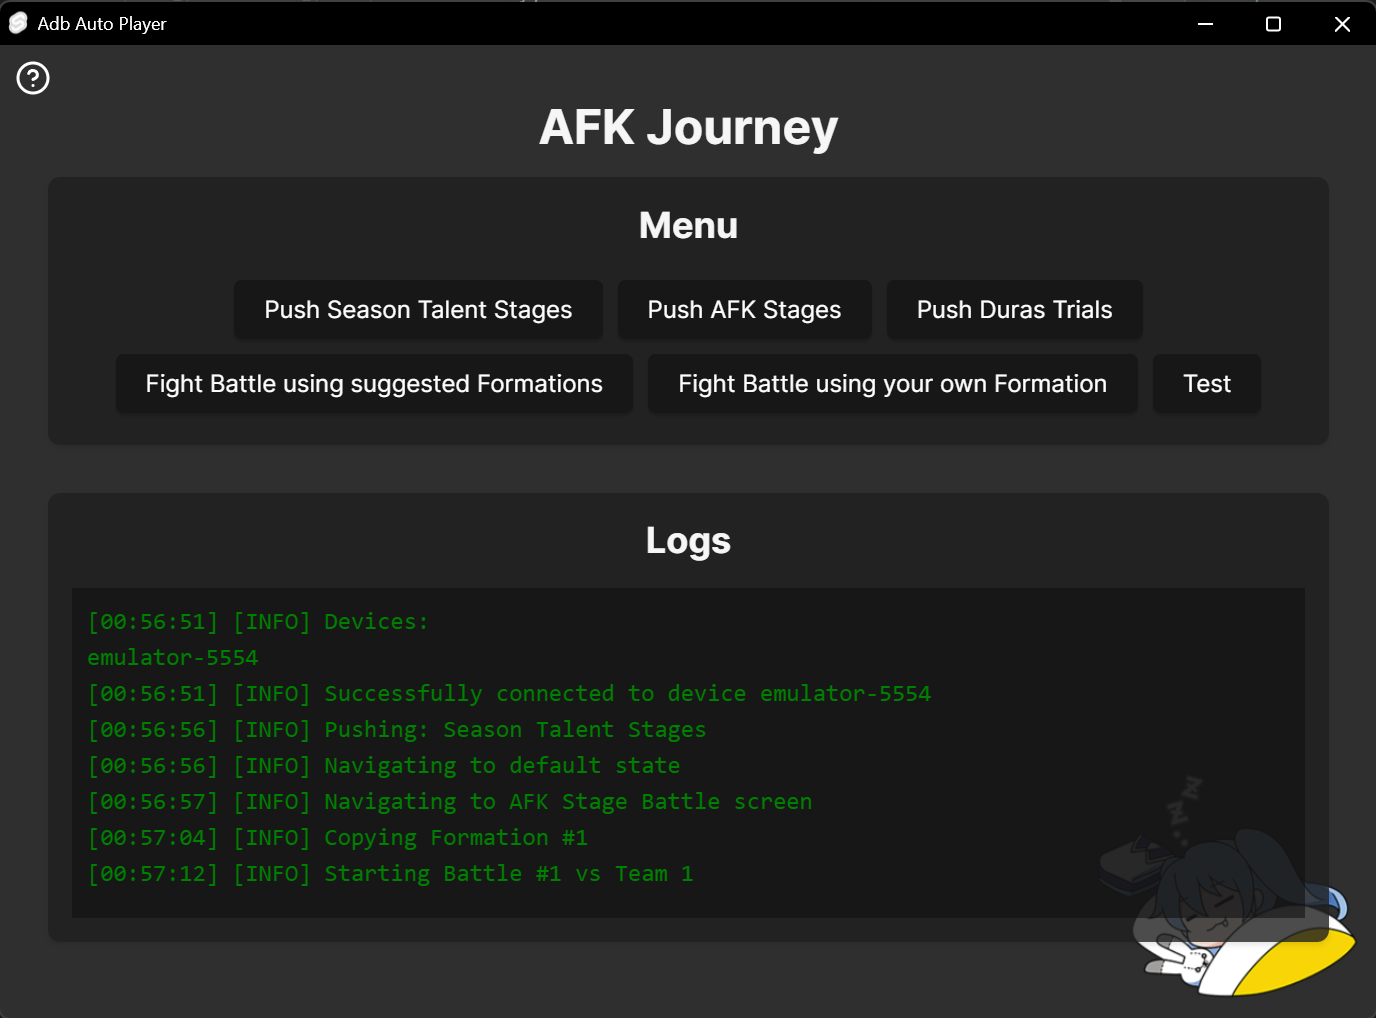 Adb Auto Player
?
AFK Journey
Menu
Push Season Talent Stages
Push AFK Stages
Push Duras Trials
Fight Battle using suggested Formations
Fight Battle using your own Formation
Test
Logs
[00:56:51] [INFO] Devices:
emulator-5554
[00:56:51] [INFO] Successfully connected to device emulator-5554
[00:56:56] [INFO] Pushing: Season Talent Stages
[00:56:56] [INFO] Navigating to default state
[00:56:57] [INFO] Navigating to AFK Stage Battle screen
[00:57:04] [INFO] Copying Formation #1
[00:57:12] [INFO] Starting Battle #1 vs Team 1
z
z